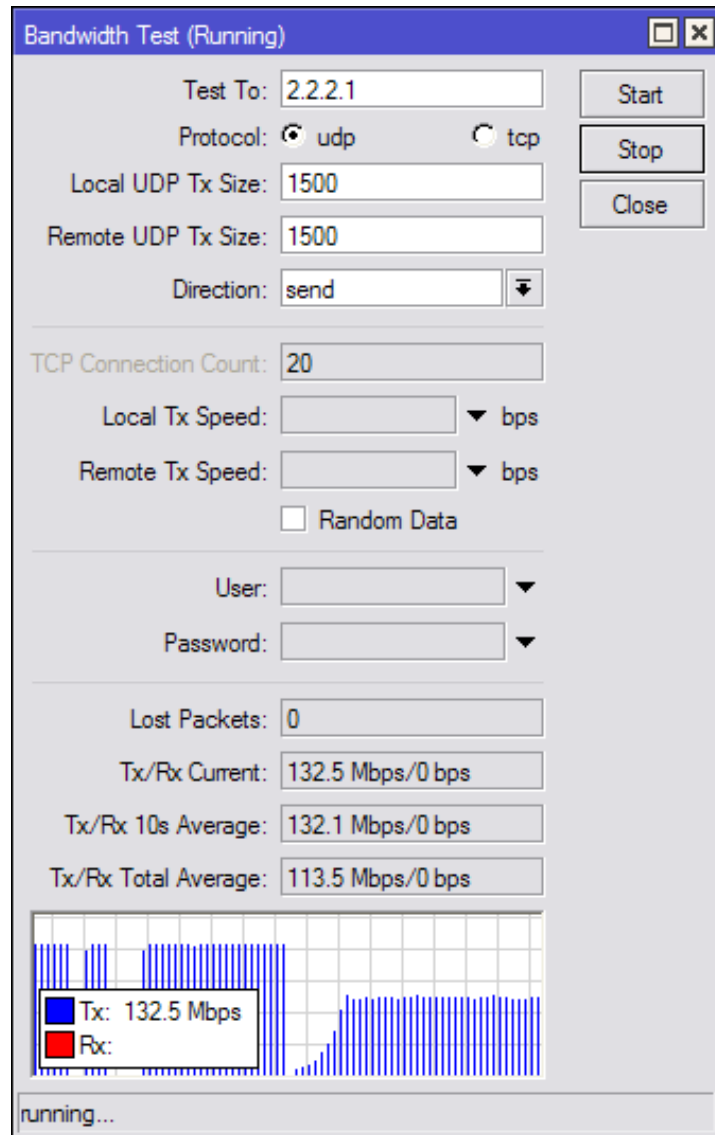 Bandwidth Test (Running)
Test To: 2.2.2.1
Start
Protocol: udp tcp
Stop
Local UDP Tx Size: 1500
Close
Remote UDP Tx Size: 1500
Direction: send
TCP Connection Count: 20
Local Tx Speed: bps
Remote Tx Speed: bps
Random Data
User:
Password:
Lost Packets: 0
Tx/Rx Current: 132.5 Mbps/0 bps
Tx/Rx 10s Average: 132.1 Mbps/0 bps
Tx/Rx Total Average: 113.5 Mbps/0 bps
Tx: 132.5 Mbps
Rx:
running...